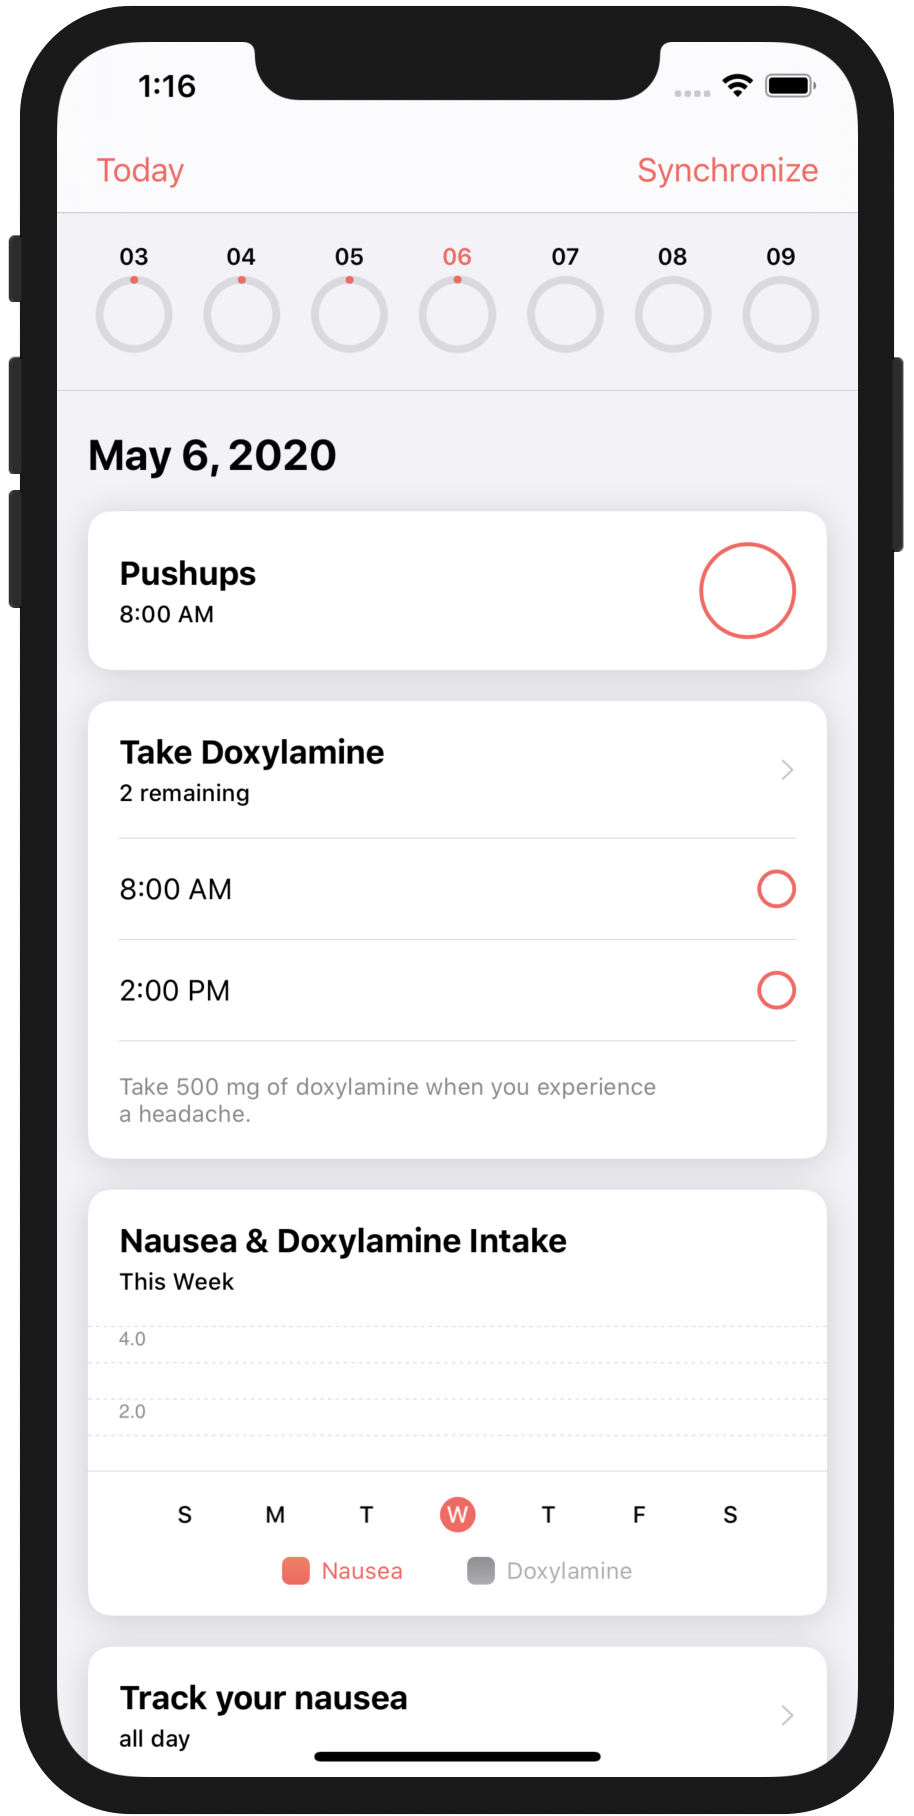 1:16
Today Synchronize
03 04 05 06 07 08 09
May 6, 2020
Pushups
8:00 AM
Take Doxylamine
2 remaining
8:00 AM
2:00 PM
Take 500 mg of doxylamine when you experience
a headache.
Nausea & Doxylamine Intake
This Week
4.0
2.0
S M T W T F S
Nausea Doxylamine
Track your nausea
all day